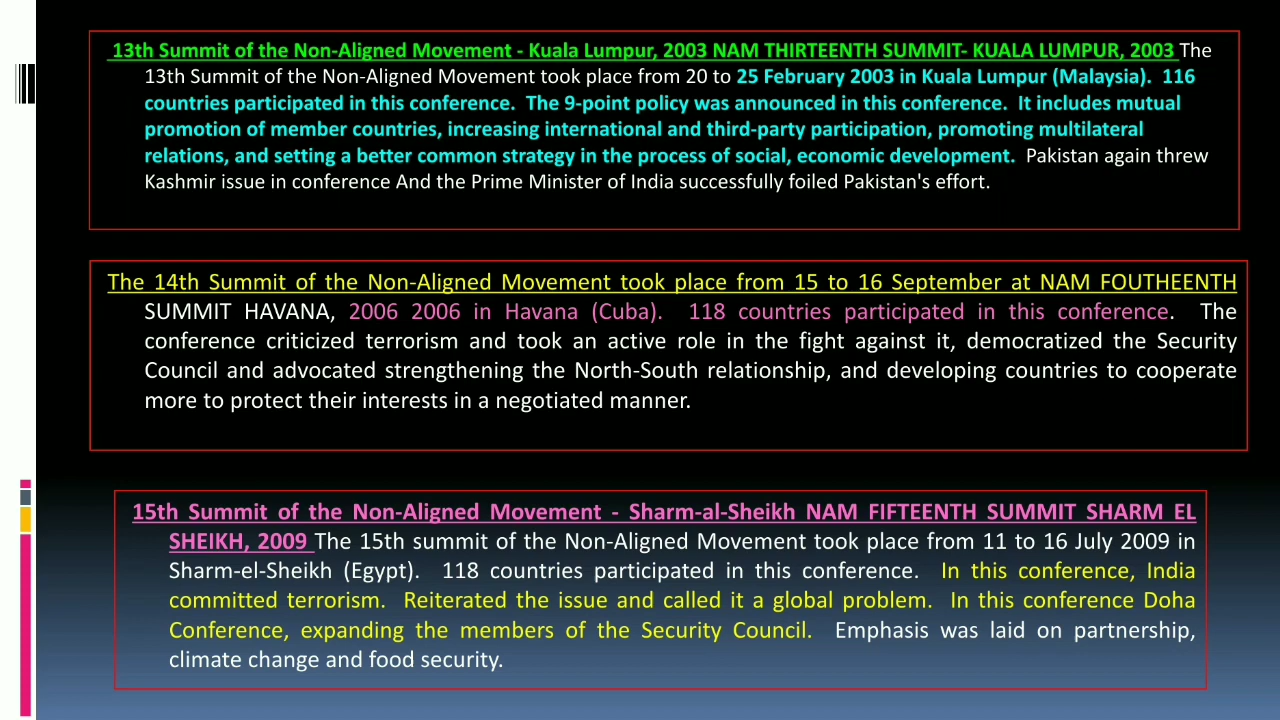 13th Summit of the Non-Aligned Movement - Kuala Lumpur, 2003 NAM THIRTEENTH SUMMIT- KUALA LUMPUR, 2003 The
13th Summit of the Non-Aligned Movement took place from 20 to 25 February 2003 in Kuala Lumpur (Malaysia). 116
countries participated in this conference. The 9-point policy was announced in this conference. It includes mutual
promotion of member countries, increasing international and third-party participation, promoting multilateral
relations, and setting a better common strategy in the process of social, economic development. Pakistan again threw
Kashmir issue in conference And the Prime Minister of India successfully foiled Pakistan's effort.
The 14th Summit of the Non-Aligned Movement took place from 15 to 16 September at NAM FOUTHEENTH
SUMMIT HAVANA, 2006 2006 in Havana (Cuba). 118 countries participated in this conference. The
conference criticized terrorism and took an active role in the fight against it, democratized the Security
Council and advocated strengthening the North-South relationship, and developing countries to cooperate
more to protect their interests in a negotiated manner.
15th Summit of the Non-Aligned Movement - Sharm-al-Sheikh NAM FIFTEENTH SUMMIT SHARM EL
SHEIKH, 2009 The 15th summit of the Non-Aligned Movement took place from 11 to 16 July 2009 in
Sharm-el-Sheikh (Egypt). 118 countries participated in this conference. In this conference, India
committed terrorism. Reiterated the issue and called it a global problem. In this conference Doha
Conference, expanding the members of the Security Council. Emphasis was laid on partnership,
climate change and food security.